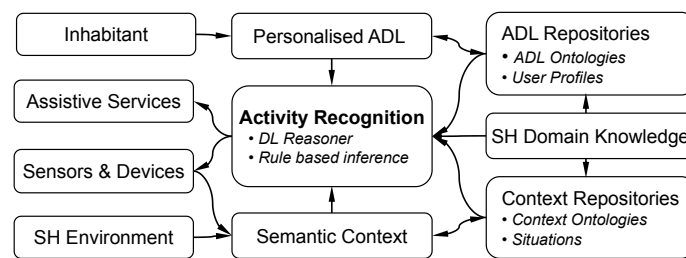 Inhabitant
Personalised ADL
ADL Repositories
• ADL Ontologies
• User Profiles
Assistive Services
Activity Recognition
• DL Reasoner
• Rule based inference
SH Domain Knowledge
Sensors & Devices
Context Repositories
• Context Ontologies
• Situations
SH Environment
Semantic Context